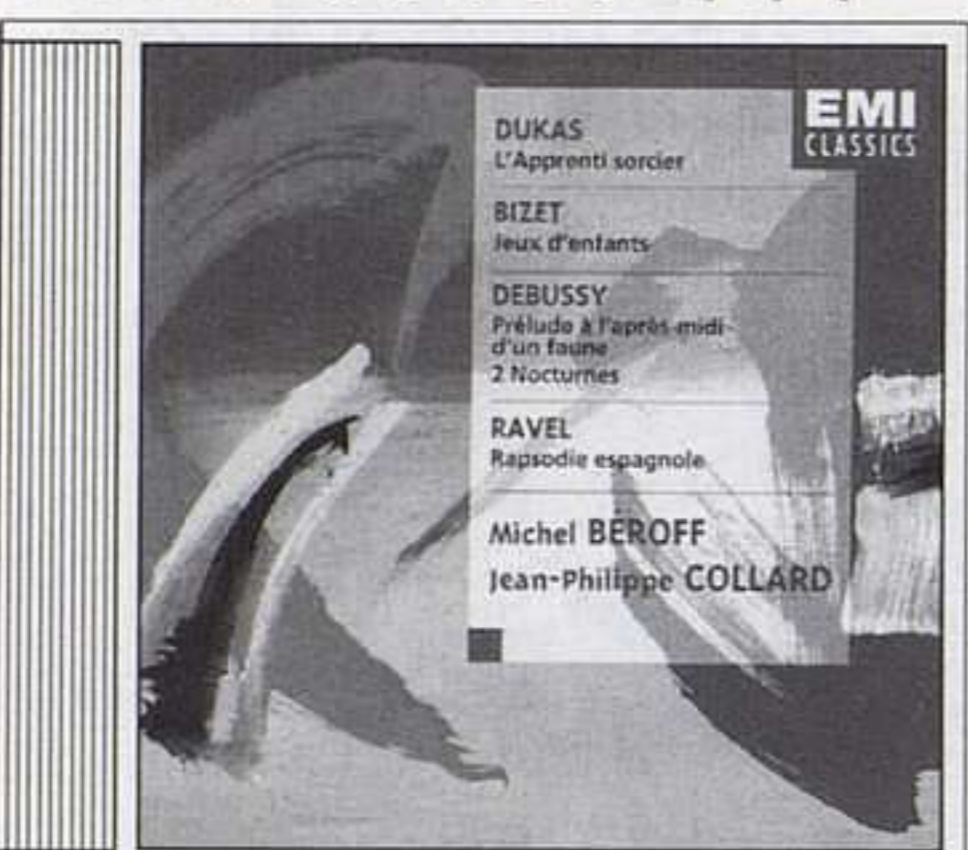 EMI
CLASSICS
DUKAS
L'Apprenti sorcier
BIZET
Jeux d'enfants
DEBUSSY
Prélude à l'après-midi
d'un faune
2 Nocturnes
RAVEL
Rapsodie espagnole
Michel BÉROFF
Jean-Philippe COLLARD